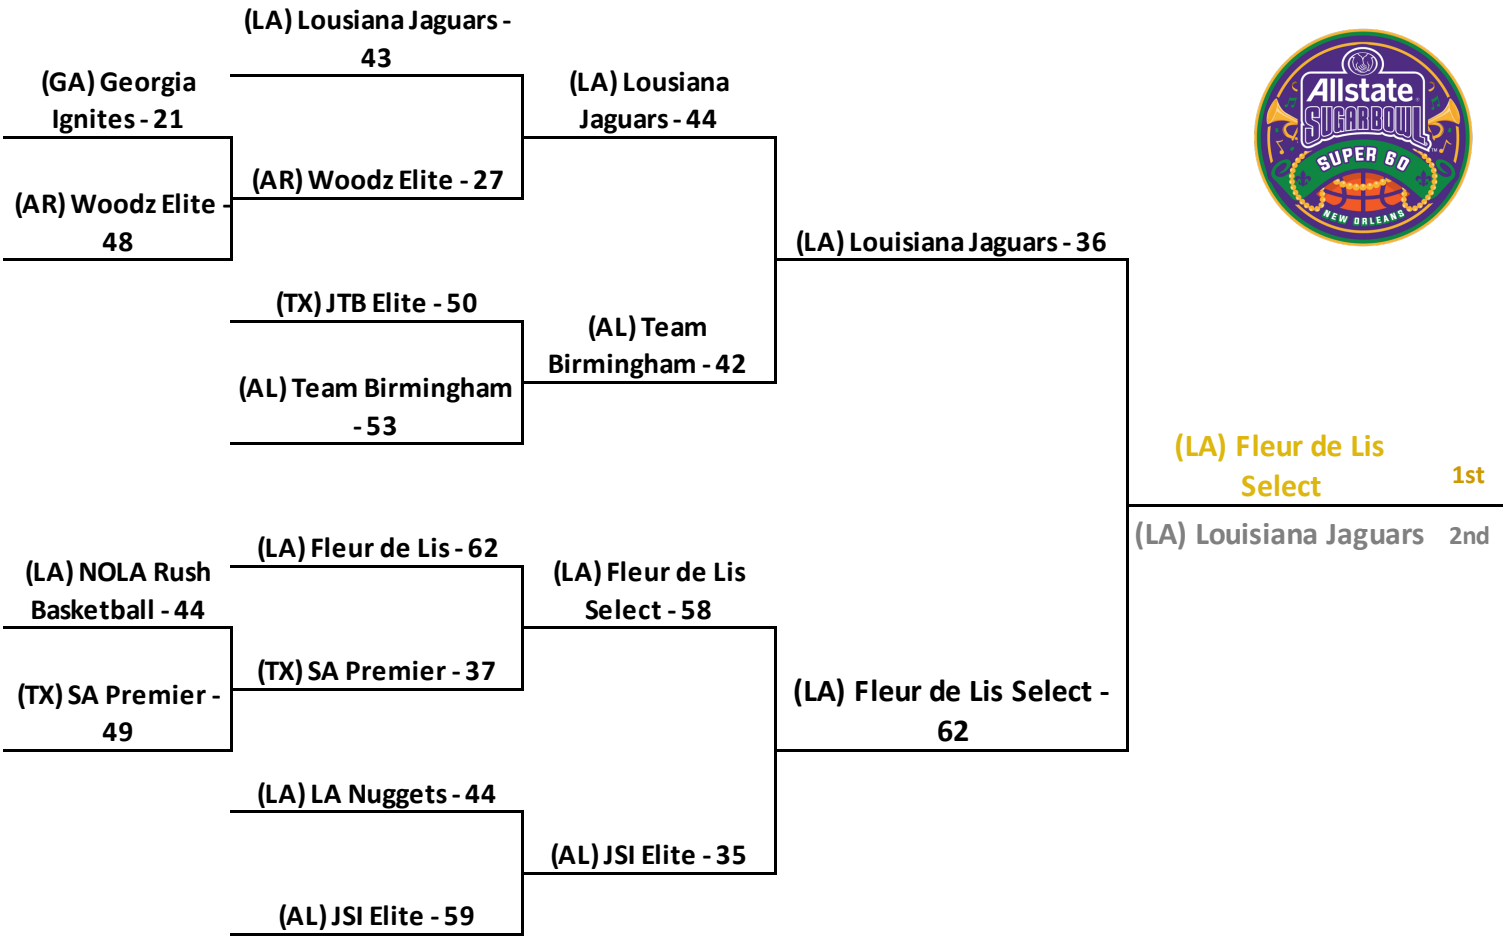 (LA) Lousiana Jaguars -
43
(GA) Georgia
Ignites - 21
(LA) Lousiana
Jaguars - 44
(AR) Woodz Elite - 27
(AR) Woodz Elite -
48
(LA) Louisiana Jaguars - 36
(TX) JTB Elite - 50
(AL) Team
Birmingham - 42
(AL) Team Birmingham
- 53
(LA) Fleur de Lis
Select
1st
(LA) Louisiana Jaguars
2nd
(LA) Fleur de Lis - 62
(LA) NOLA Rush
Basketball - 44
(LA) Fleur de Lis
Select - 58
(TX) SA Premier - 37
(TX) SA Premier -
49
(LA) Fleur de Lis Select -
62
(LA) LA Nuggets - 44
(AL) JSI Elite - 35
(AL) JSI Elite - 59
Allstate
SUGARBOWL
TM
SUPER 60
NEW ORLEANS